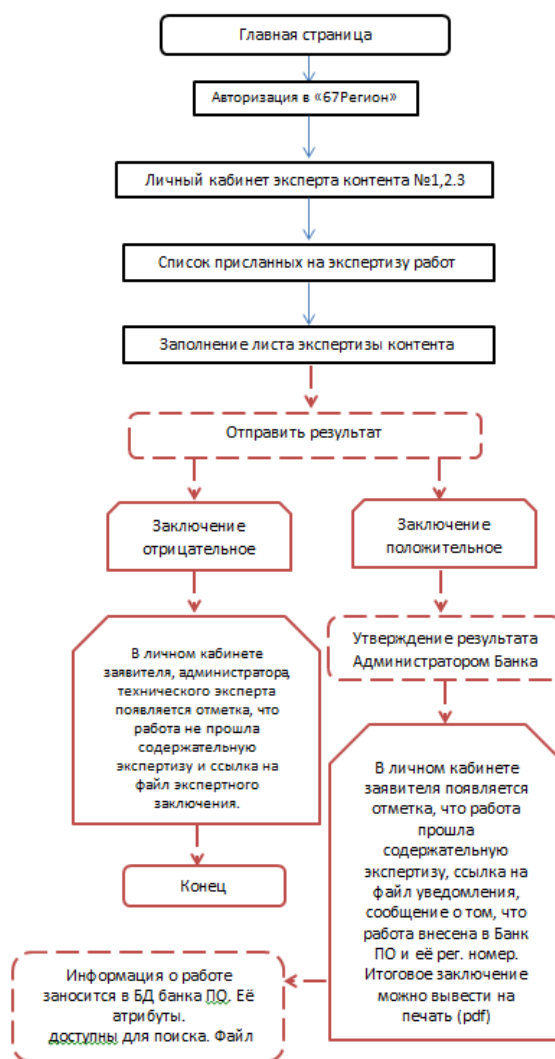 Главная страница
Авторизация в «67Регион»
Личный кабинет эксперта контента №1,2.3
Список присланных на экспертизу работ
Заполнение листа экспертизы контента
Отправить результат
Заключение
отрицательное
Заключение
положительное
В личном кабинете
заявителя, администратора,
технического эксперта
появляется отметка, что
работа не прошла
содержательную
экспертизу и ссылка на
файл экспертного
заключения.
Утверждение результата
Администратором Банка
В личном кабинете
заявителя появляется
отметка, что работа
прошла
содержательную
экспертизу, ссылка на
файл уведомления,
сообщение о том, что
работа внесена в Банк
ПО и её рег. номер.
Итоговое заключение
можно вывести на
печать (pdf)
Конец
Информация о работе
заносится в БД банка ПО. Её
атрибуты.
доступны для поиска. Файл